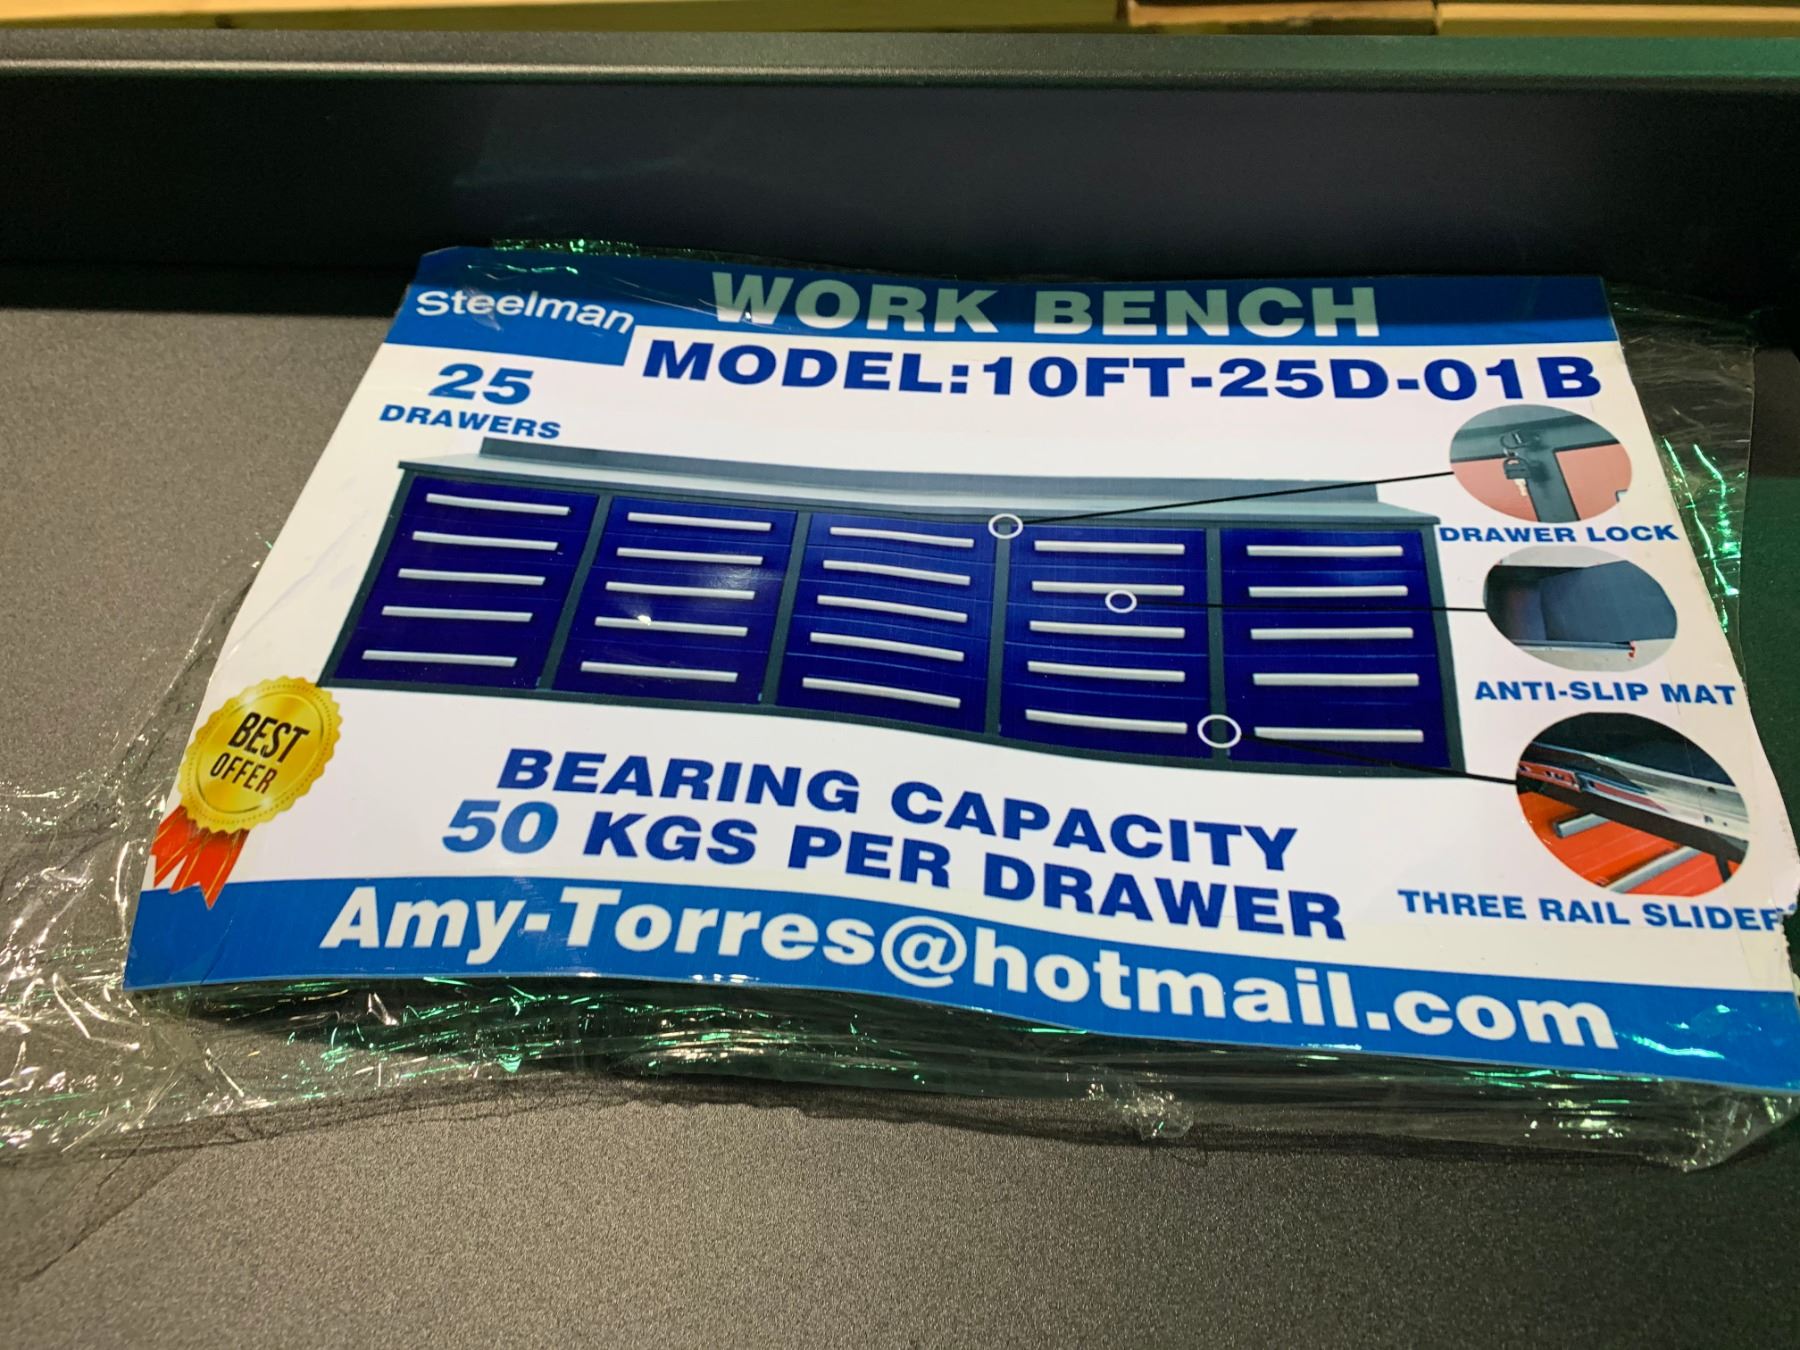 Steelman
WORK BENCH
MODEL:10FT-25D-01B
25
DRAWERS
DRAWER LOCK
ANTI-SLIP MAT
THREE RAIL SLIDER
BEST
OFFER
BEARING CAPACITY
50 KGS PER DRAWER
Amy-Torres@hotmail.com